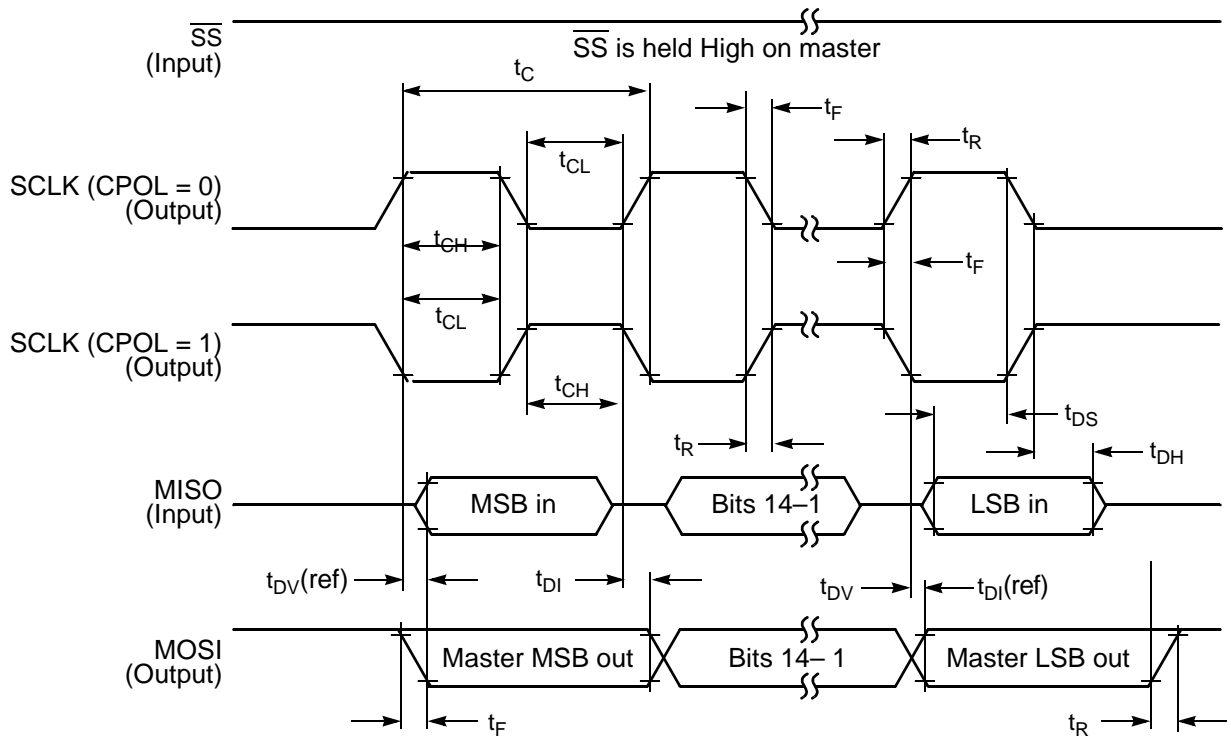 SS
(Input)
SS is held High on master
tC
tF
tR
tCL
SCLK (CPOL = 0)
(Output)
tCH
tF
tCL
SCLK (CPOL = 1)
(Output)
tCH
tDS
tR
tDH
MISO
(Input)
MSB in
Bits 14–1
LSB in
tDV(ref)
tDI
tDV
tDI(ref)
MOSI
(Output)
Master MSB out
Bits 14– 1
Master LSB out
tF
tR